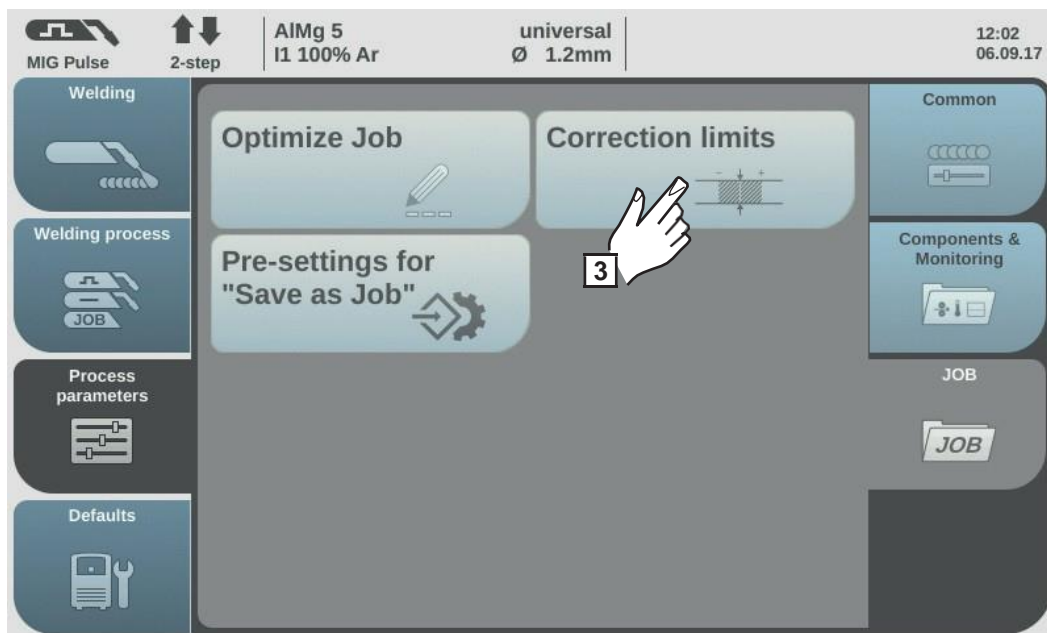 MIG Pulse
2-step
AlMg 5
I1 100% Ar
universal
Ø 1.2mm
12:02
06.09.17
Welding
Welding process
JOB
Process
parameters
Defaults
Optimize Job
Correction limits
- +
3
Pre-settings for
"Save as Job"
Common
Components &
Monitoring
JOB
JOB